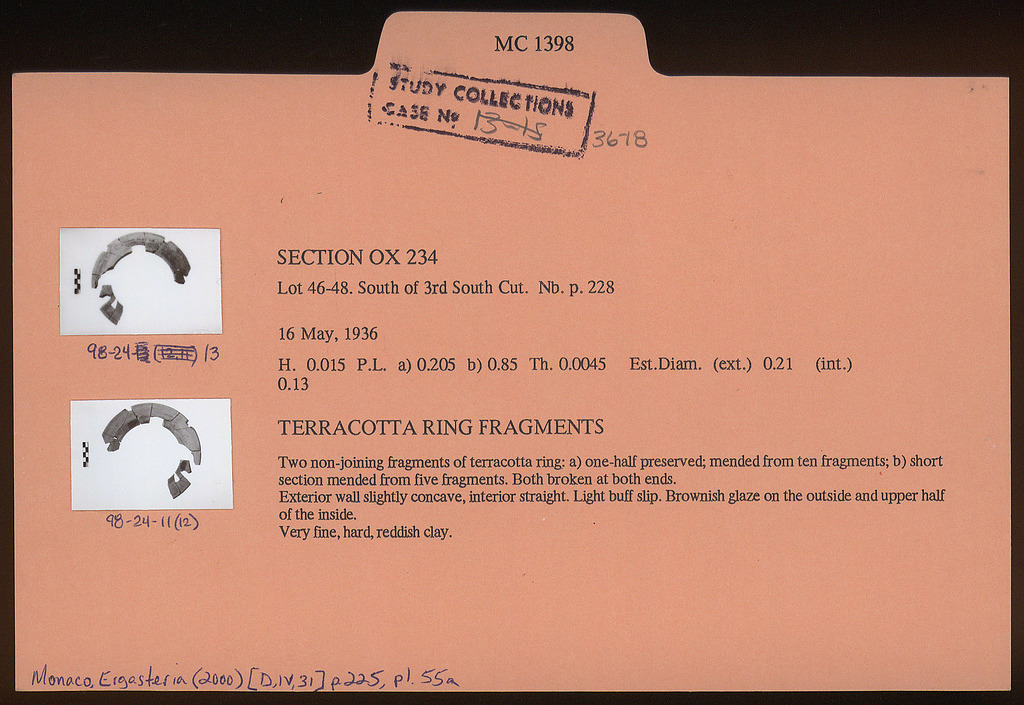 MC 1398
STUDY COLLECTIONS
CASE No 13-15
3678
SECTION OX 234
Lot 46-48. South of 3rd South Cut. Nb. p. 228
16 May, 1936
H. 0.015 P.L. a) 0.205 b) 0.85 Th. 0.0045 Est.Diam. (ext.) 0.21 (int.)
0.13
98-24 13
TERRACOTTA RING FRAGMENTS
Two non-joining fragments of terracotta ring: a) one-half preserved; mended from ten fragments; b) short
section mended from five fragments. Both broken at both ends.
Exterior wall slightly concave, interior straight. Light buff slip. Brownish glaze on the outside and upper half
of the inside.
Very fine, hard, reddish clay.
98-24-11(12)
Monaco, Ergasteria (2000) [D,IV,31] p225, pl. 55a